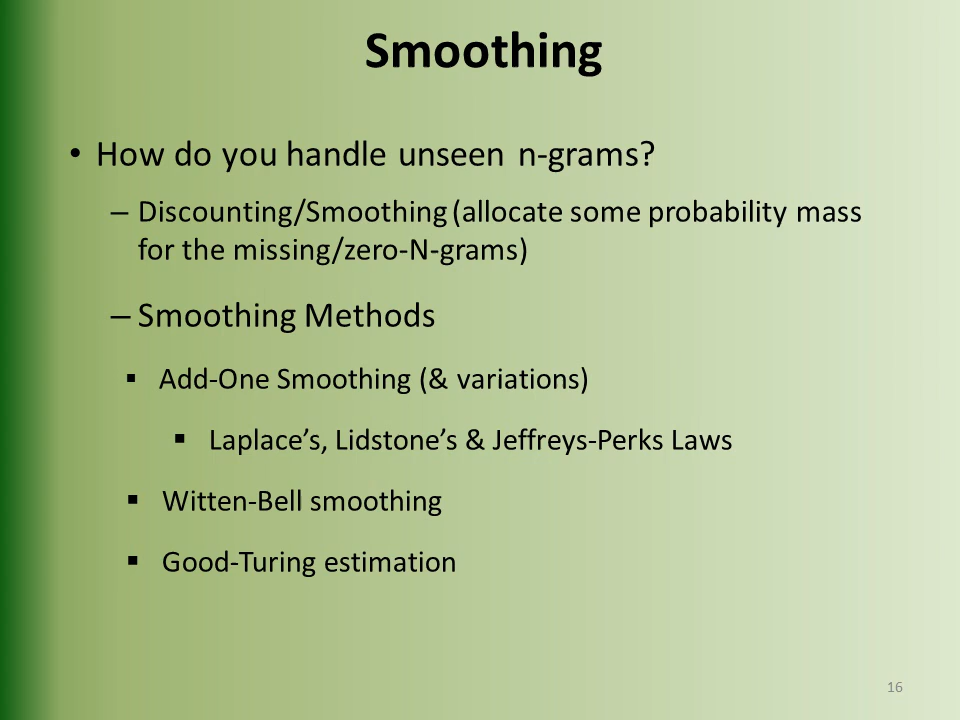 Smoothing
• How do you handle unseen n-grams?
– Discounting/Smoothing (allocate some probability mass
for the missing/zero-N-grams)
– Smoothing Methods
▪ Add-One Smoothing (& variations)
▪ Laplace’s, Lidstone’s & Jeffreys-Perks Laws
▪ Witten-Bell smoothing
▪ Good-Turing estimation
16